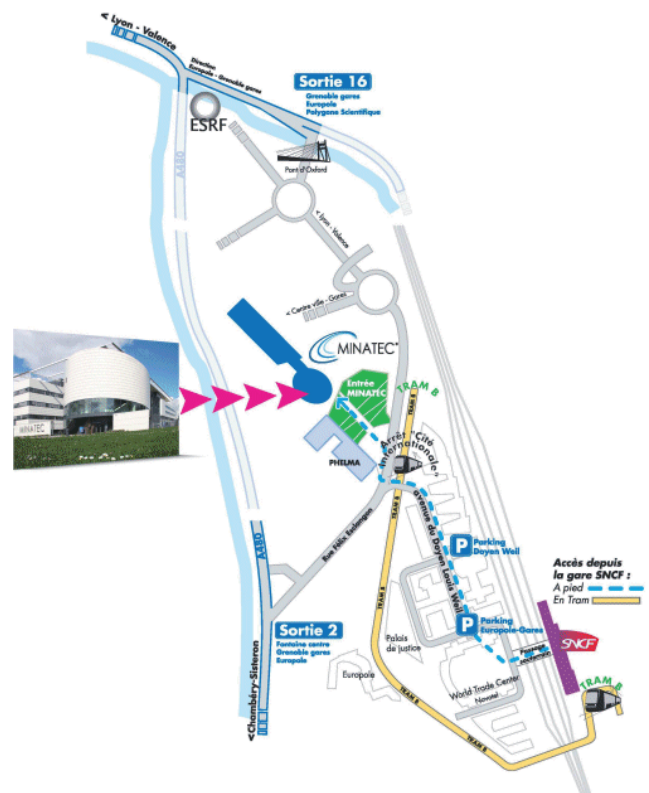 < Lyon - Valence
Direction
Europole - Grenoble gares
Sortie 16
Grenoble gares
Europole
Polygone Scientifique
ESRF
A480
Pont d'Oxford
< Lyon - Valence
< Centre ville - Gares
MINATEC®
MINATEC
Entrée
MINATEC
TRAM B
TRAM B
PHELMA
Arrêt "Cité
Internationale"
avenue du Doyen Louis Weil
Rue Félix Esclangon
P Parking
Doyen Weil
Accès depuis
la gare SNCF :
A pied
En Tram
P Parking
Europole-Gares
A480
Sortie 2
Fontaine centre
Grenoble gares
Europole
Palais
de justice
Passage
souterrain
SNCF
Europole
World Trade Center
Novotel
TRAM B
TRAM B
TRAM B
<Chambéry-Sisteron